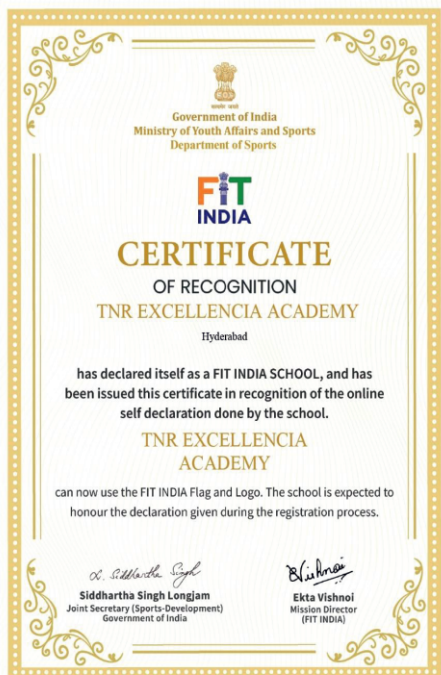 Government of India
Ministry of Youth Affairs and Sports
Department of Sports
FiT
INDIA
CERTIFICATE
OF RECOGNITION
TNR EXCELLENCIA ACADEMY
Hyderabad
has declared itself as a FIT INDIA SCHOOL, and has
been issued this certificate in recognition of the online
self declaration done by the school.
TNR EXCELLENCIA
ACADEMY
can now use the FIT INDIA Flag and Logo. The school is expected to
honour the declaration given during the registration process.
L. Siddhartha Singh
Vishnoi
Siddhartha Singh Longjam
Joint Secretary (Sports-Development)
Government of India
Ekta Vishnoi
Mission Director
(FIT INDIA)